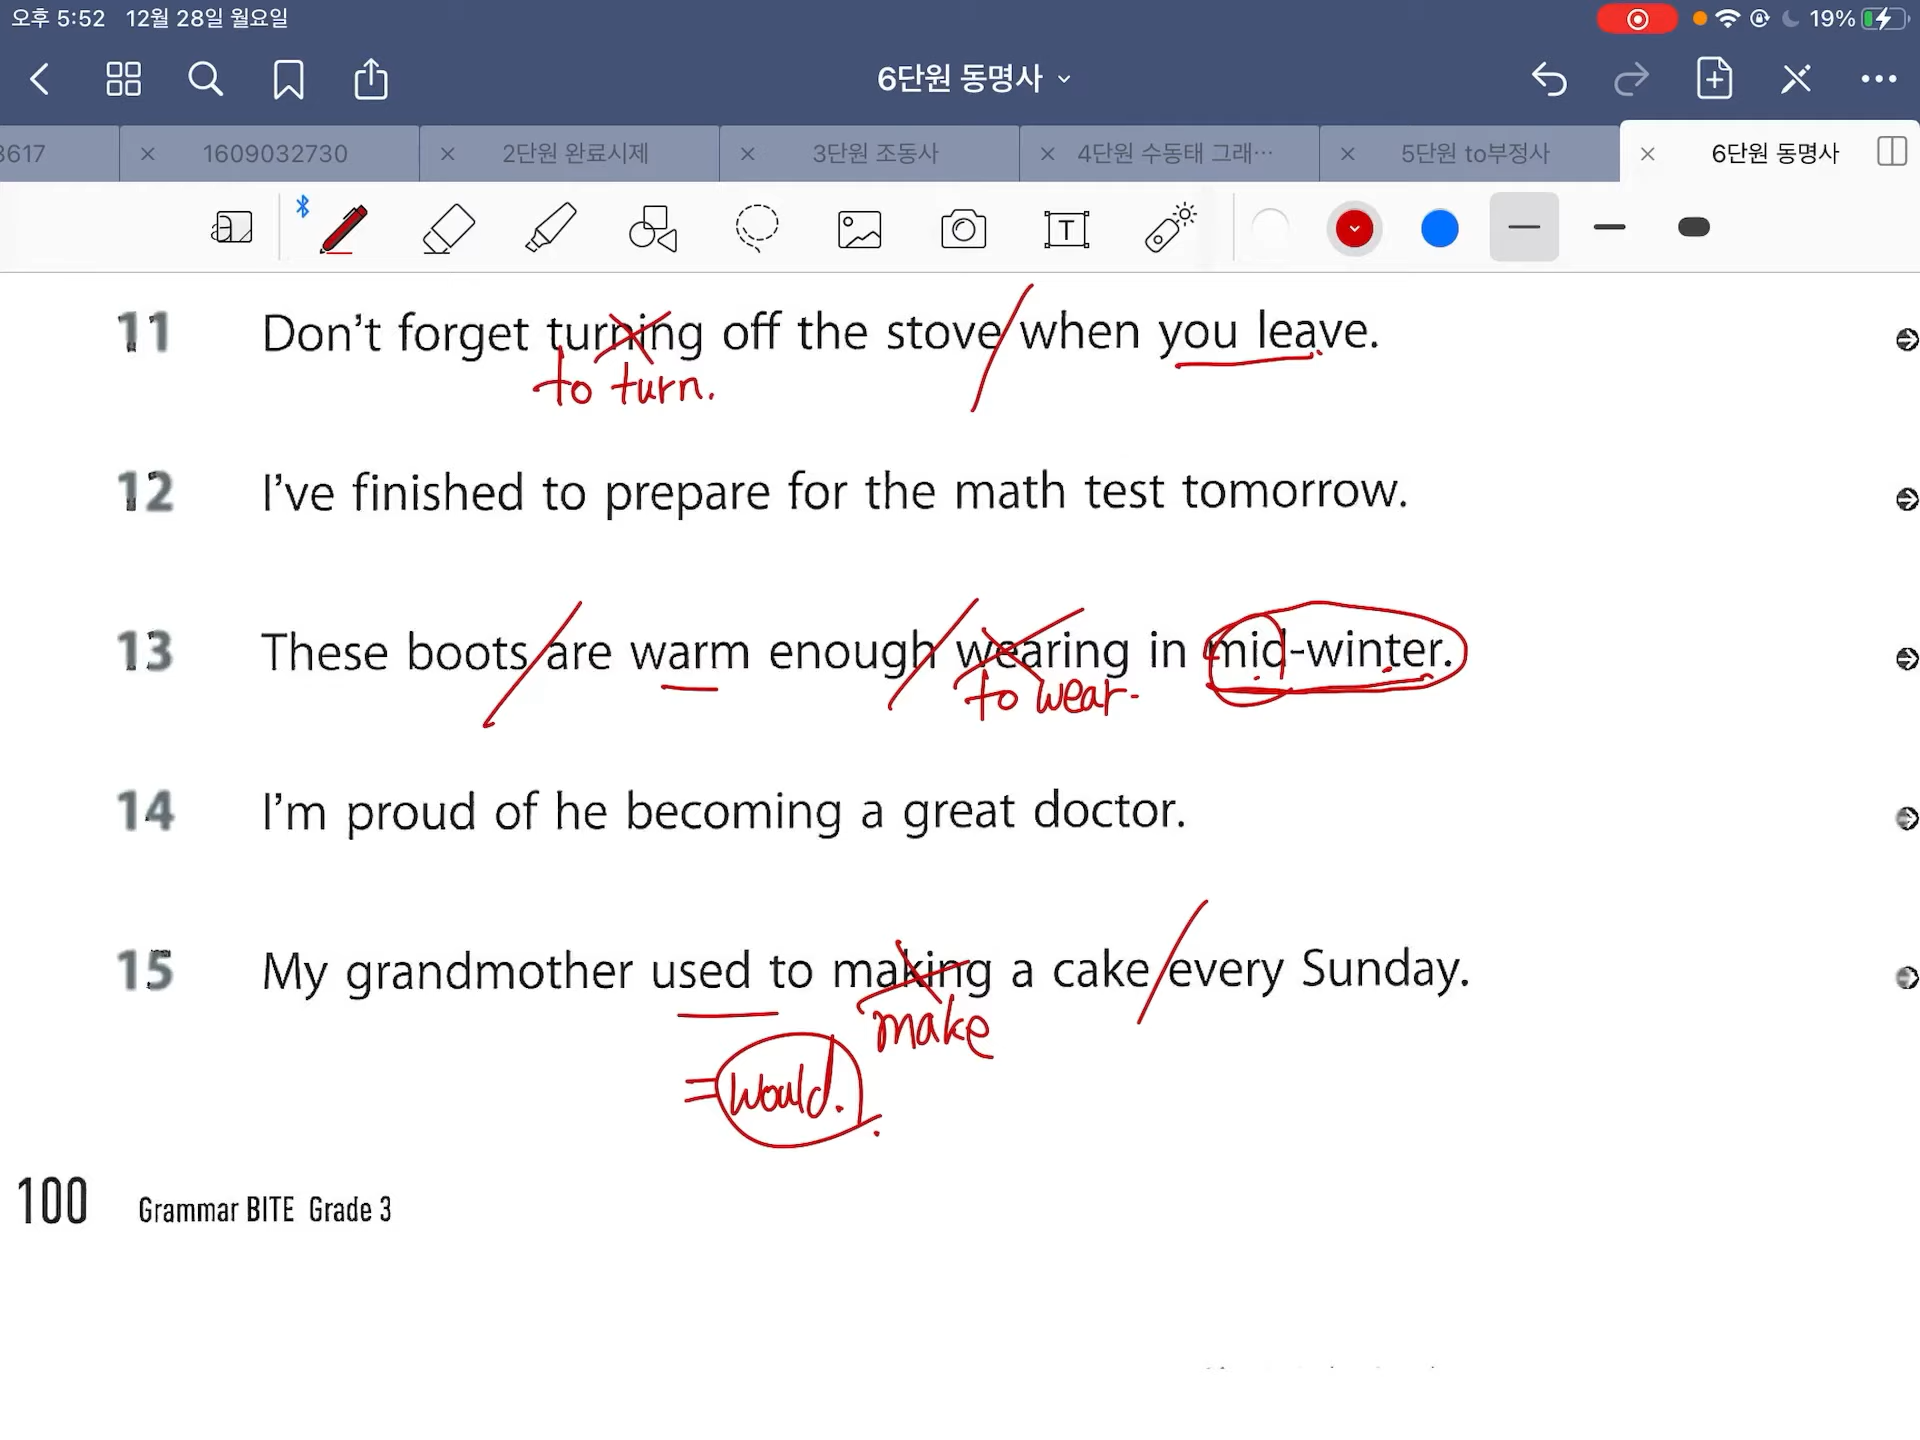 오후 5:52 12월 28일 월요일 19%
6단원 동명사
3617 1609032730 2단원 완료시제 3단원 조동사 4단원 수동태 그래… 5단원 to부정사 6단원 동명사
11 Don't forget turning off the stove when you leave.
to turn.
12 I've finished to prepare for the math test tomorrow.
13 These boots are warm enough wearing in mid-winter.
to wear.
14 I'm proud of he becoming a great doctor.
15 My grandmother used to making a cake every Sunday.
make
=would.
100 Grammar BITE Grade 3